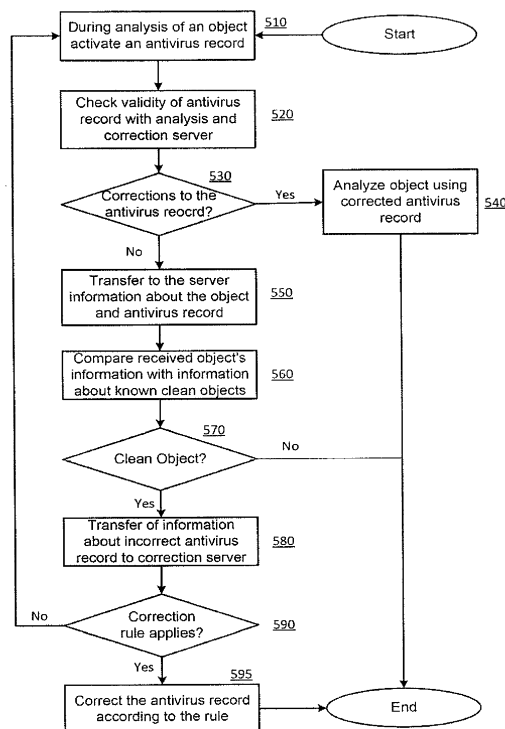 During analysis of an object
activate an antivirus record
510
Start
Check validity of antivirus
record with analysis and
correction server
520
530
Corrections to the
antivirus reocrd?
Yes
Analyze object using
corrected antivirus
record
540
No
Transfer to the server
information about the object
and antivirus record
550
Compare received object's
information with information
about known clean objects
560
570
Clean Object?
No
Yes
Transfer of information
about incorrect antivirus
record to correction server
580
No
Correction
rule applies?
590
Yes
595
Correct the antivirus record
according to the rule
End